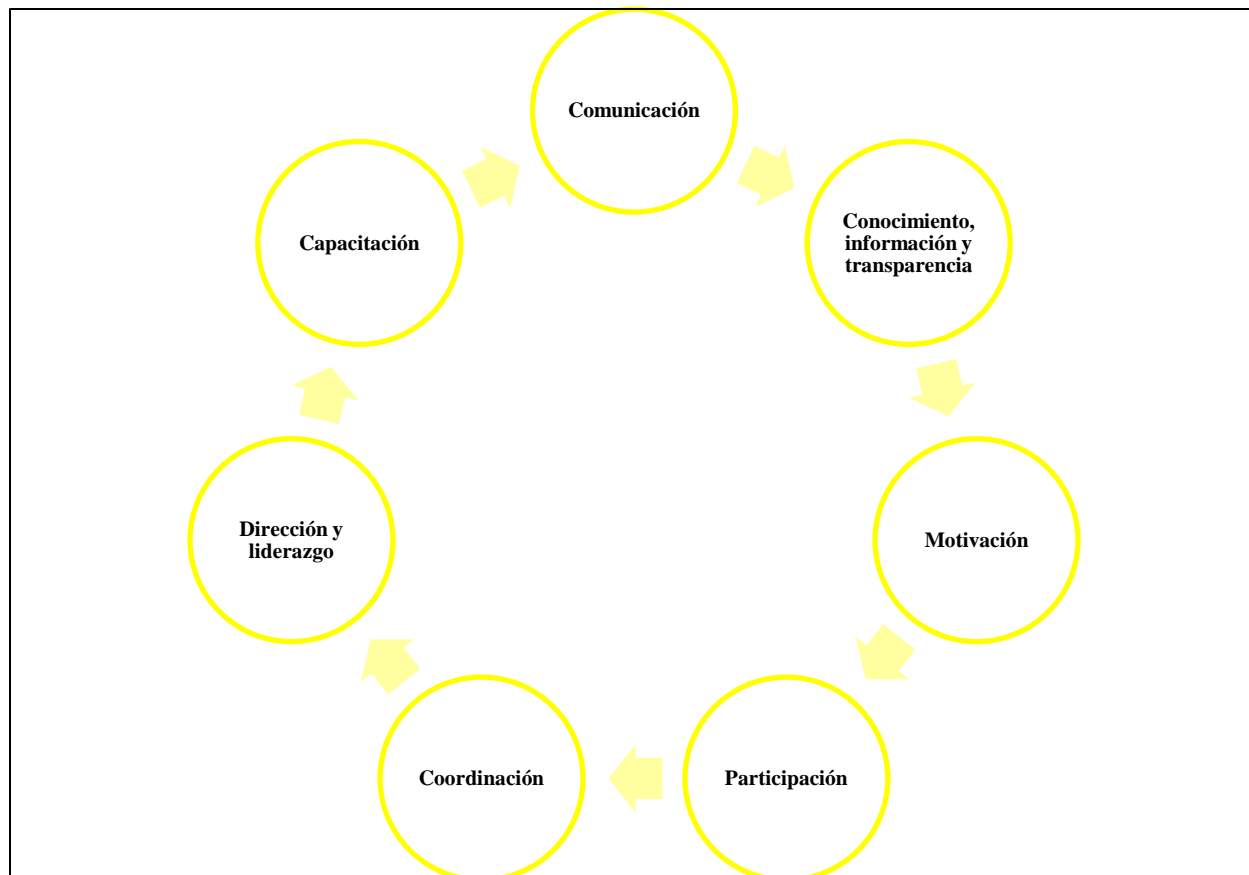 Comunicación
Conocimiento,
información y
transparencia
Motivación
Participación
Coordinación
Dirección y
liderazgo
Capacitación